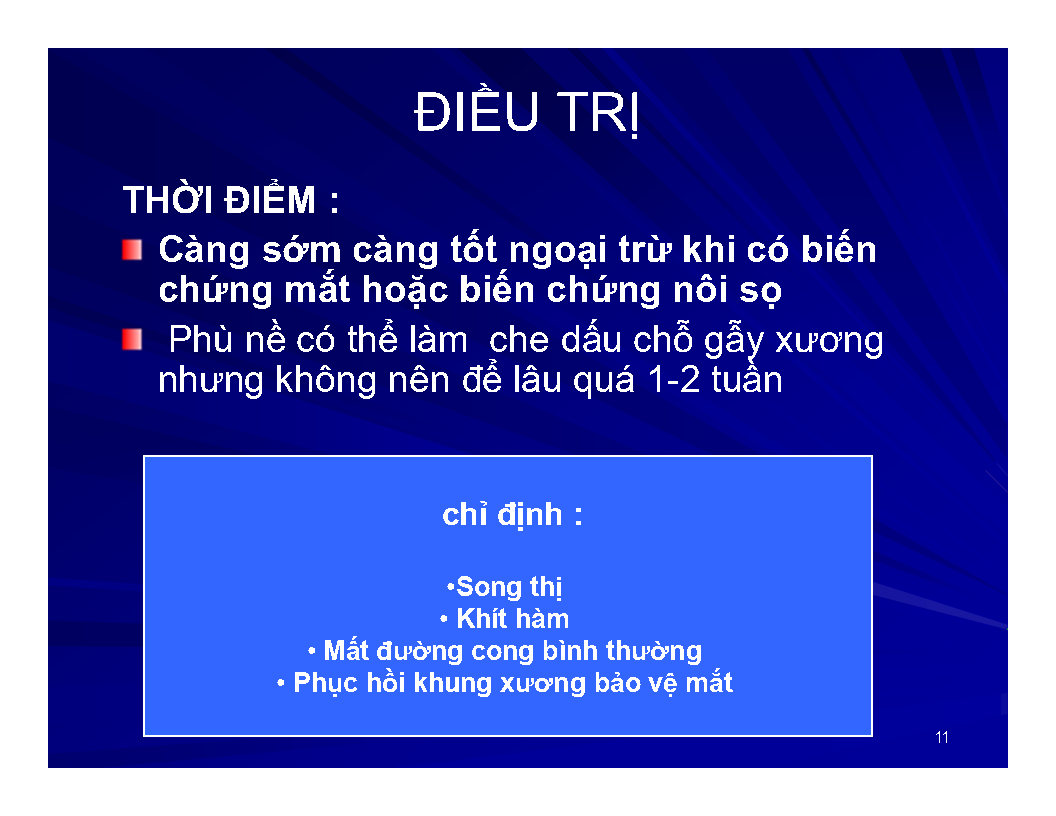 ĐIỀU TRỊ
THỜI ĐIỂM :
Càng sớm càng tốt ngoại trừ khi có biến
chứng mắt hoặc biến chứng nôi sọ
Phù nề có thể làm che dấu chỗ gẫy xương
nhưng không nên để lâu quá 1-2 tuần
chỉ định :
•Song thị
• Khít hàm
• Mất đường cong bình thường
• Phục hồi khung xương bảo vệ mắt
11